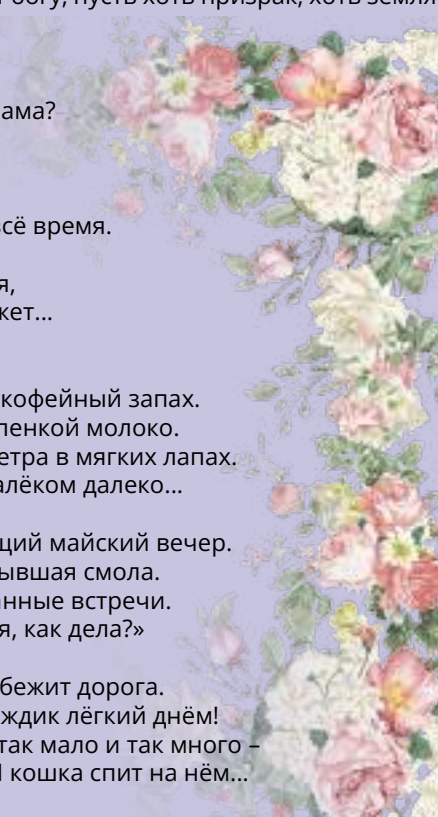 богу, пусть хоть призрак, хоть земля
ама?
сё время.
я,
жет...
кофейный запах.
пенкой молоко.
етра в мягких лапах.
алёком далеко...
щий майский вечер.
ывшая смола.
анные встречи.
я, как дела?»
бежит дорога.
ждик лёгкий днём!
так мало и так много –
кошка спит на нём...